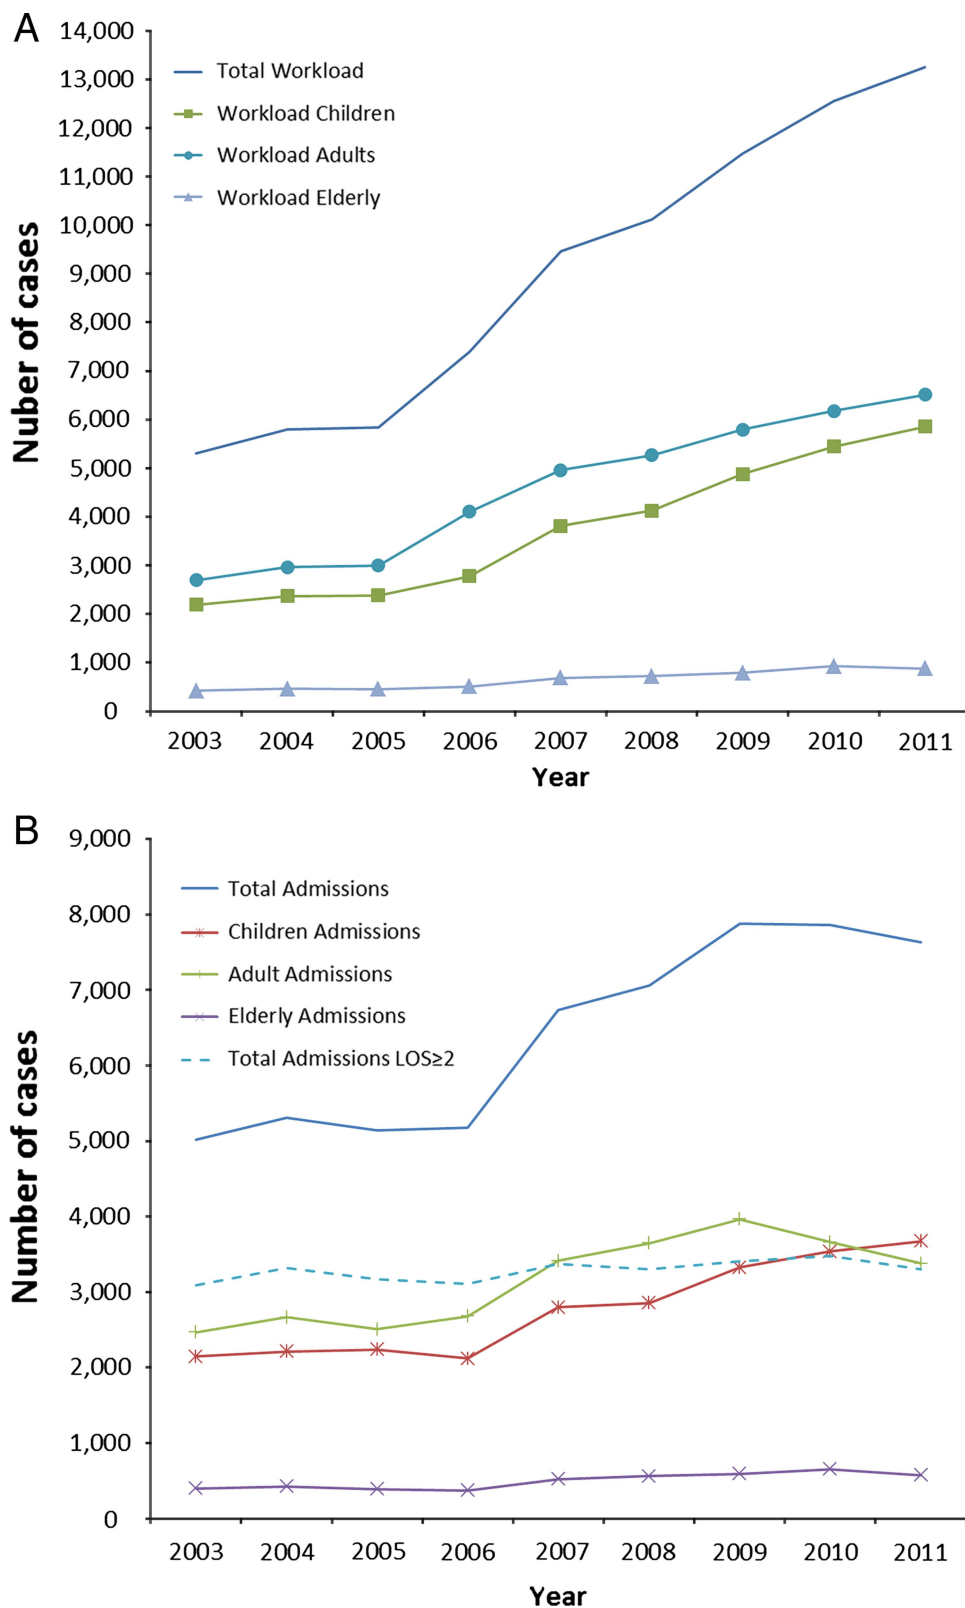 A
14,000
13,000
12,000
11,000
10,000
9,000
8,000
7,000
6,000
5,000
4,000
3,000
2,000
1,000
0
Nuber of cases
Total Workload
Workload Children
Workload Adults
Workload Elderly
2003 2004 2005 2006 2007 2008 2009 2010 2011
Year
B
9,000
8,000
7,000
6,000
5,000
4,000
3,000
2,000
1,000
0
Number of cases
Total Admissions
Children Admissions
Adult Admissions
Elderly Admissions
Total Admissions LOS≥2
2003 2004 2005 2006 2007 2008 2009 2010 2011
Year